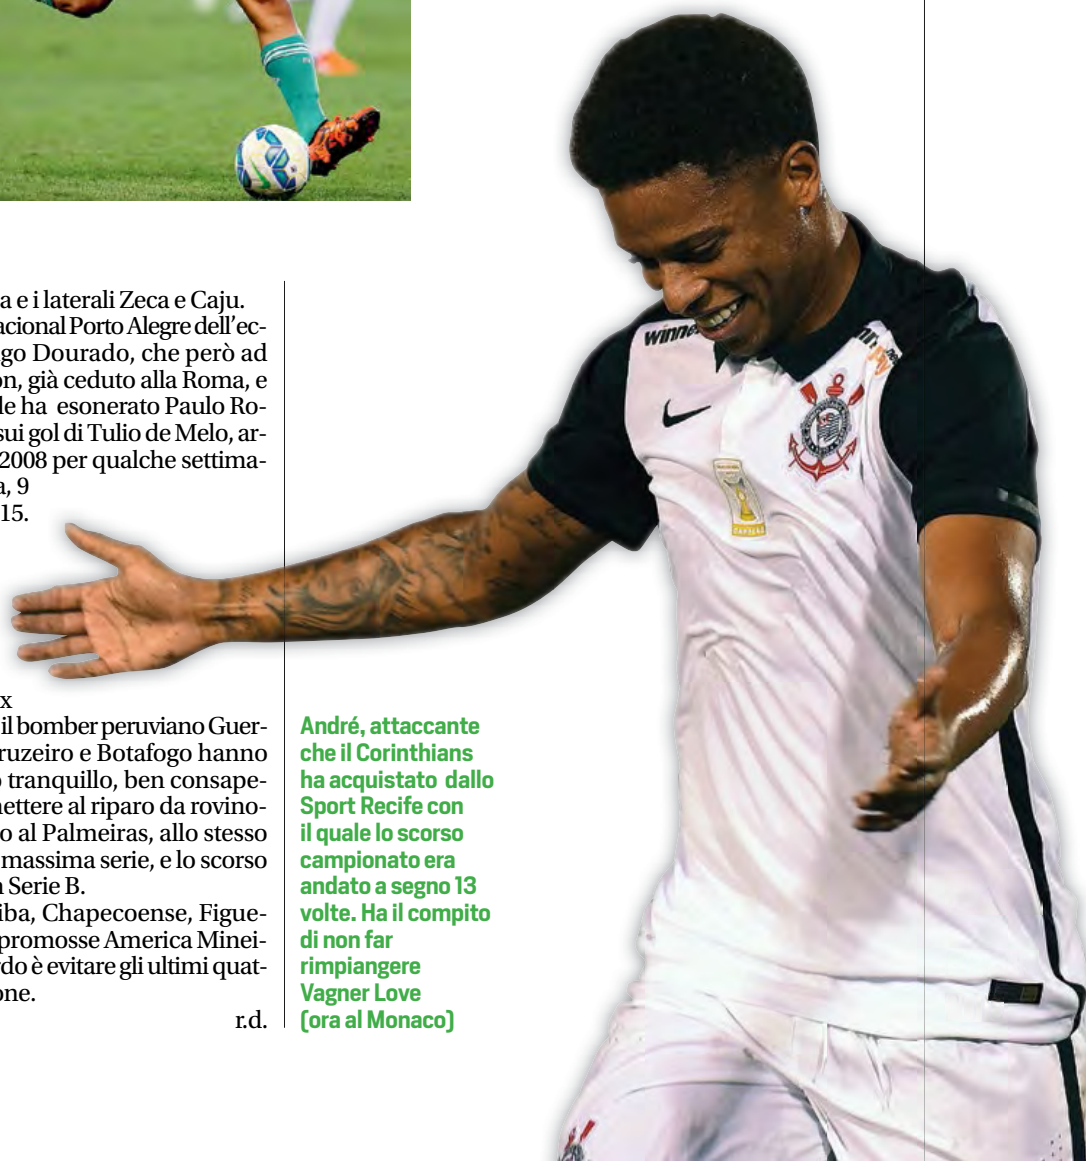 a e i laterali Zeca e Caju.
acional Porto Alegre dell'ec-
go Dourado, che però ad
on, già ceduto alla Roma, e
le ha esonerato Paulo Ro-
sui gol di Tulio de Melo, ar-
2008 per qualche settima-
a, 9
15.
x
il bomber peruviano Guer-
ruzeiro e Botafogo hanno
o tranquillo, ben consape-
mettere al riparo da rovino-
o al Palmeiras, allo stesso
massima serie, e lo scorso
n Serie B.
iba, Chapecoense, Figue-
promosse America Minei-
rdo è evitare gli ultimi quat-
one.
r.d.
André, attaccante
che il Corinthians
ha acquistato dallo
Sport Recife con
il quale lo scorso
campionato era
andato a segno 13
volte. Ha il compito
di non far
rimpiangere
Vagner Love
(ora al Monaco)
winne